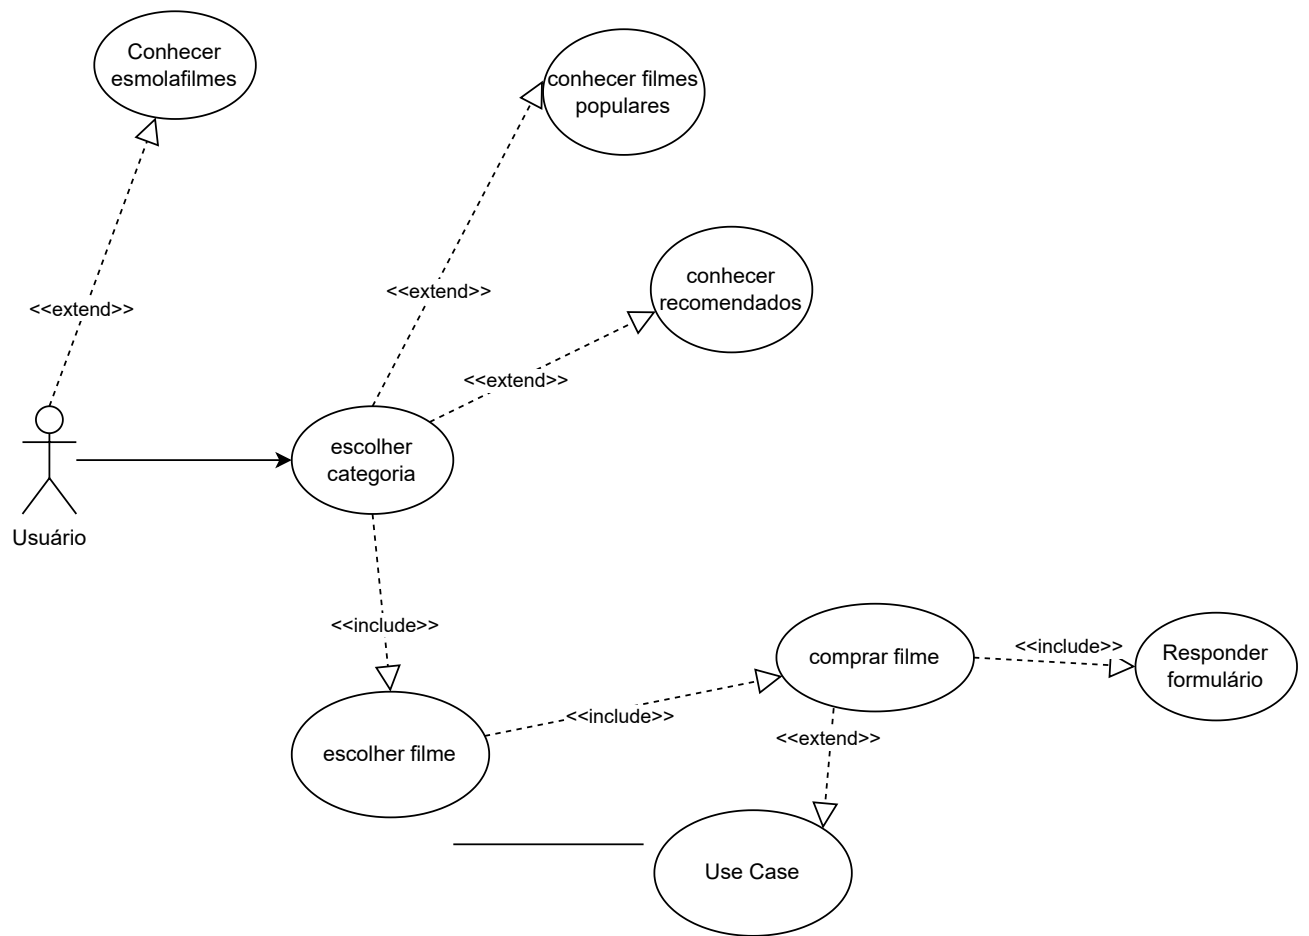 Conhecer
esmolafilmes
conhecer filmes
populares
conhecer
recomendados
<<extend>>
<<extend>>
<<extend>>
escolher
categoria
Usuário
<<include>>
comprar filme
<<include>>
Responder
formulário
escolher filme
<<include>>
<<extend>>
Use Case